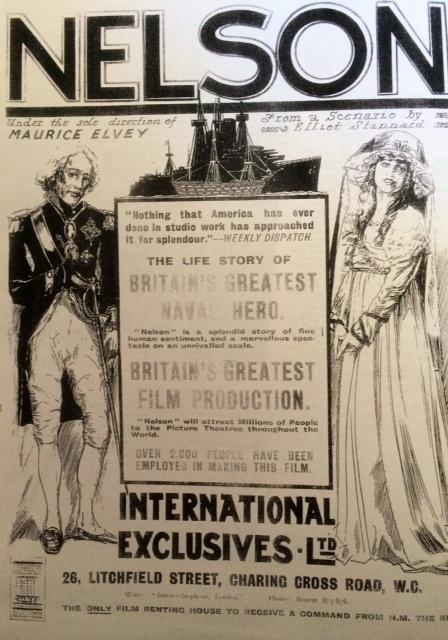 NELSON
Under the sole direction of
MAURICE ELVEY
From a Scenario by
Elliot Stannard
"Nothing that America has ever
done in studio work has approached
it for splendour."—WEEKLY DISPATCH.
THE LIFE STORY OF
BRITAIN'S GREATEST
NAVAL HERO.
"Nelson" is a splendid story of fine
human sentiment, and a marvellous spec-
tacle on an unrivalled scale.
BRITAIN'S GREATEST
FILM PRODUCTION.
"Nelson" will attract Millions of People
to the Picture Theatres throughout the
World.
OVER 2,000 PEOPLE HAVE BEEN
EMPLOYED IN MAKING THIS FILM.
INTERNATIONAL
EXCLUSIVES · LTD
26, LITCHFIELD STREET, CHARING CROSS ROAD, W.C.
Wires: London." Phone: Regent
THE ONLY FILM RENTING HOUSE TO RECEIVE A COMMAND FROM H.M. THE